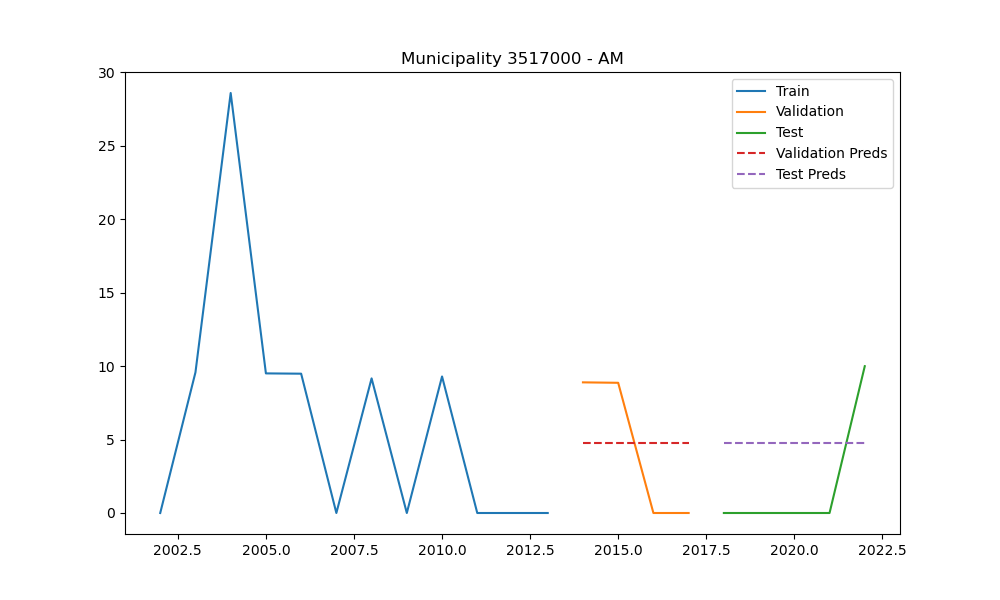 Municipality 3517000 - AM
30
25
20
15
10
5
0
2002.5 2005.0 2007.5 2010.0 2012.5 2015.0 2017.5 2020.0 2022.5
Train
Validation
Test
Validation Preds
Test Preds